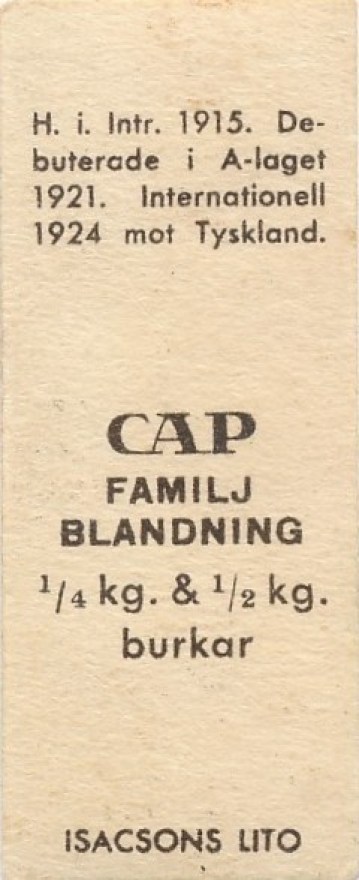 H. i. Intr. 1915. De-
buterade i A-laget
1921. Internationell
1924 mot Tyskland.
CAP
FAMILJ
BLANDNING
1/4 kg. & 1/2 kg.
burkar
ISACSONS LITO